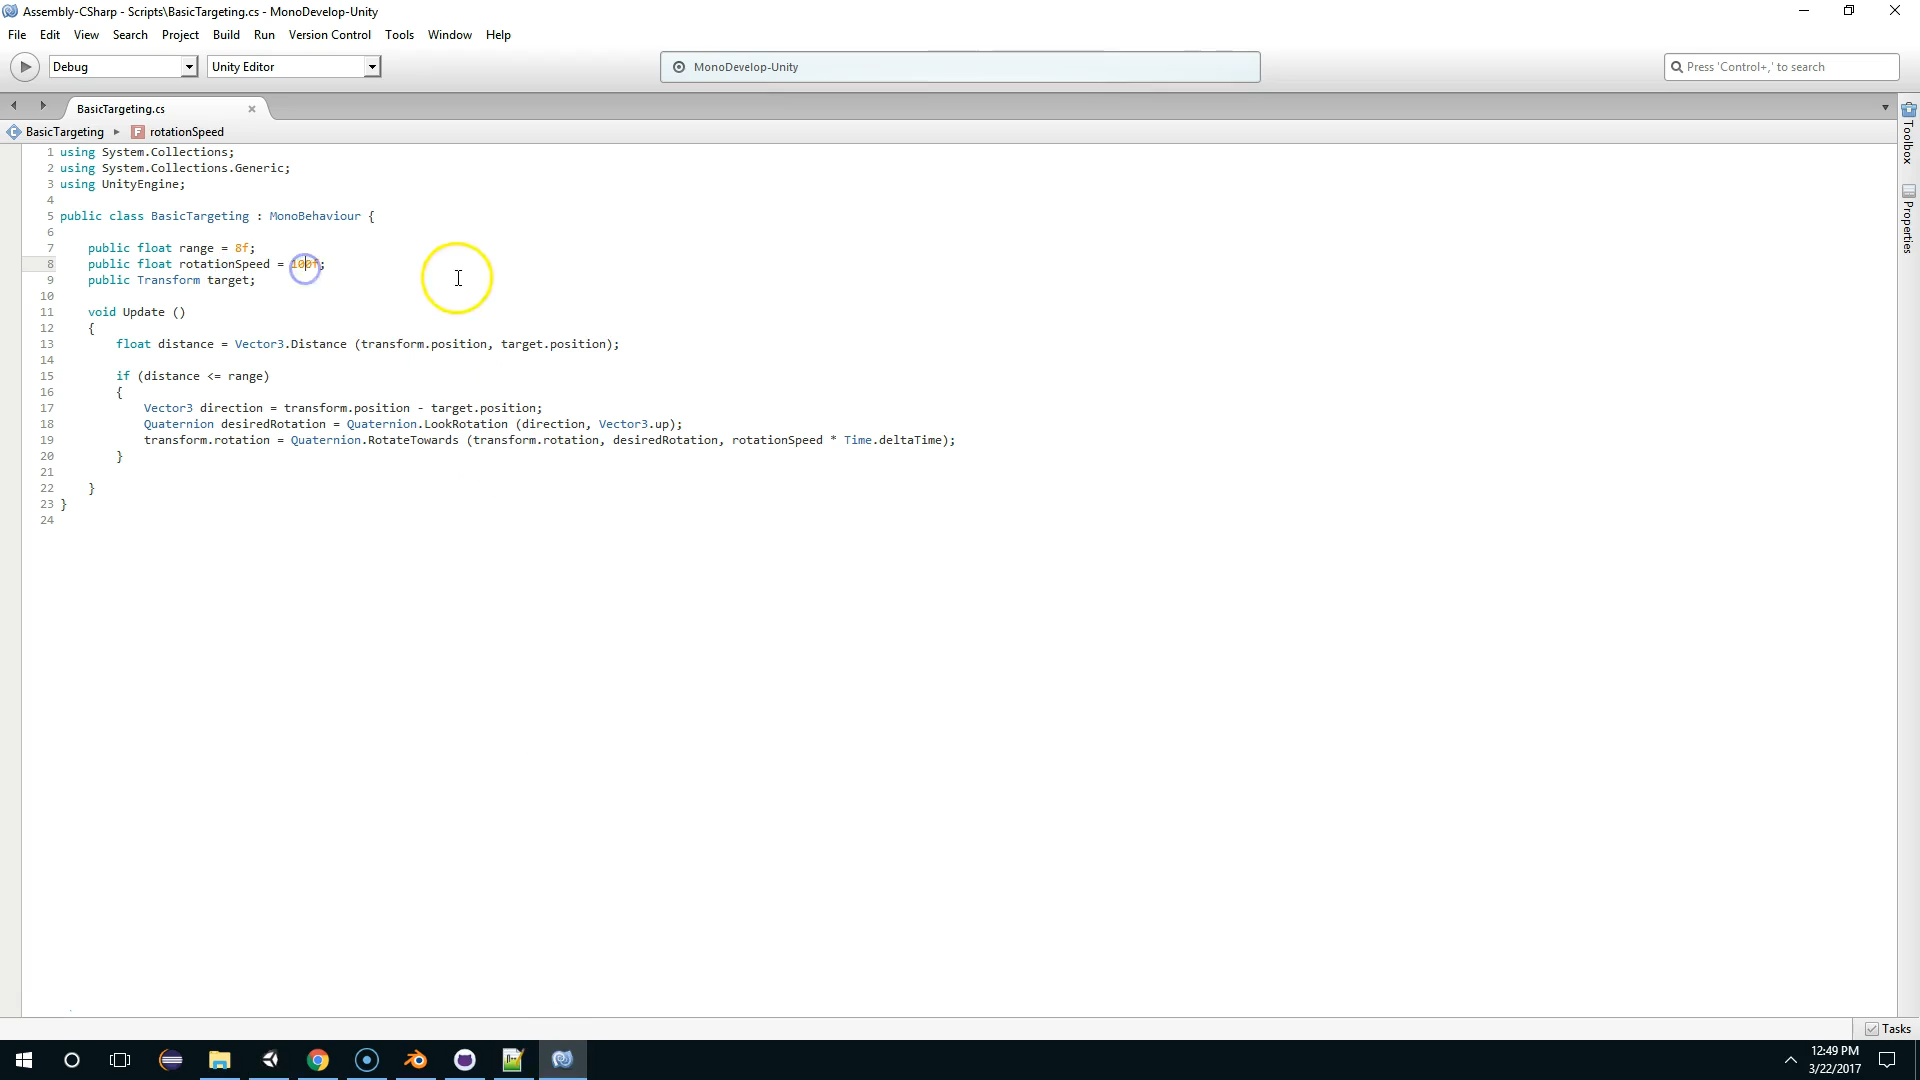 Assembly-CSharp - Scripts\BasicTargeting.cs - MonoDevelop-Unity
File Edit View Search Project Build Run Version Control Tools Window Help
Debug Unity Editor MonoDevelop-Unity Press 'Control+,' to search
BasicTargeting.cs
BasicTargeting rotationSpeed
1 using System.Collections;
2 using System.Collections.Generic;
3 using UnityEngine;
4
5 public class BasicTargeting : MonoBehaviour {
6
7 public float range = 8f;
8 public float rotationSpeed = 100f;
9 public Transform target;
10
11 void Update ()
12 {
13 float distance = Vector3.Distance (transform.position, target.position);
14
15 if (distance <= range)
16 {
17 Vector3 direction = transform.position - target.position;
18 Quaternion desiredRotation = Quaternion.LookRotation (direction, Vector3.up);
19 transform.rotation = Quaternion.RotateTowards (transform.rotation, desiredRotation, rotationSpeed * Time.deltaTime);
20 }
21
22 }
23 }
24
Toolbox
Properties
Tasks
12:49 PM
3/22/2017